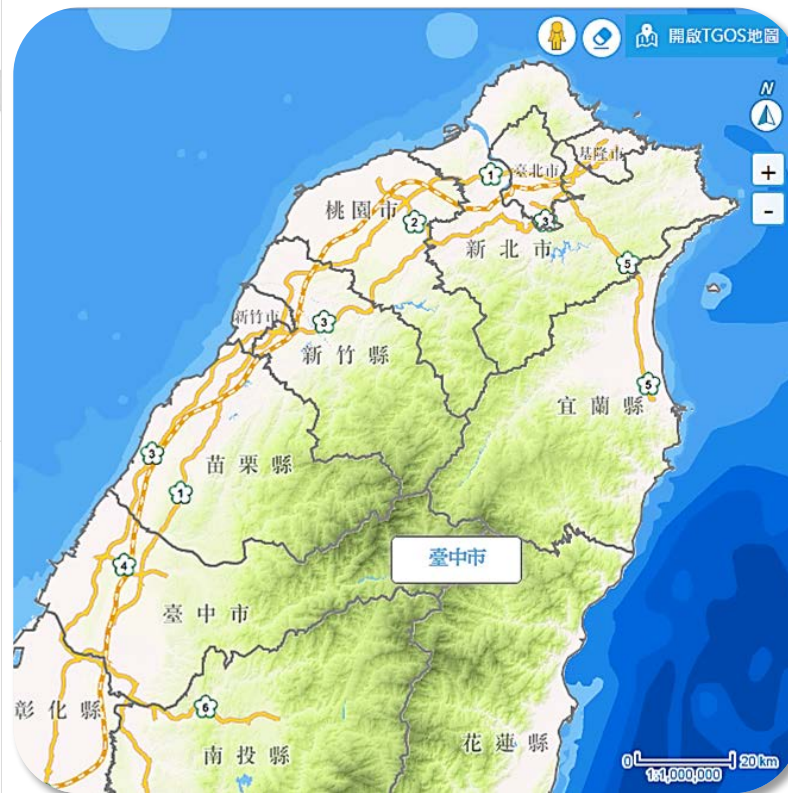 開啟TGOS地圖
N
+
-
基隆市
臺北市
1
桃園市
2
3
新北市
5
新竹市
3
新竹縣
5
宜蘭縣
3
苗栗縣
1
臺中市
4
臺中市
彰化縣
6
南投縣
花蓮縣
0 20 km
1:1,000,000